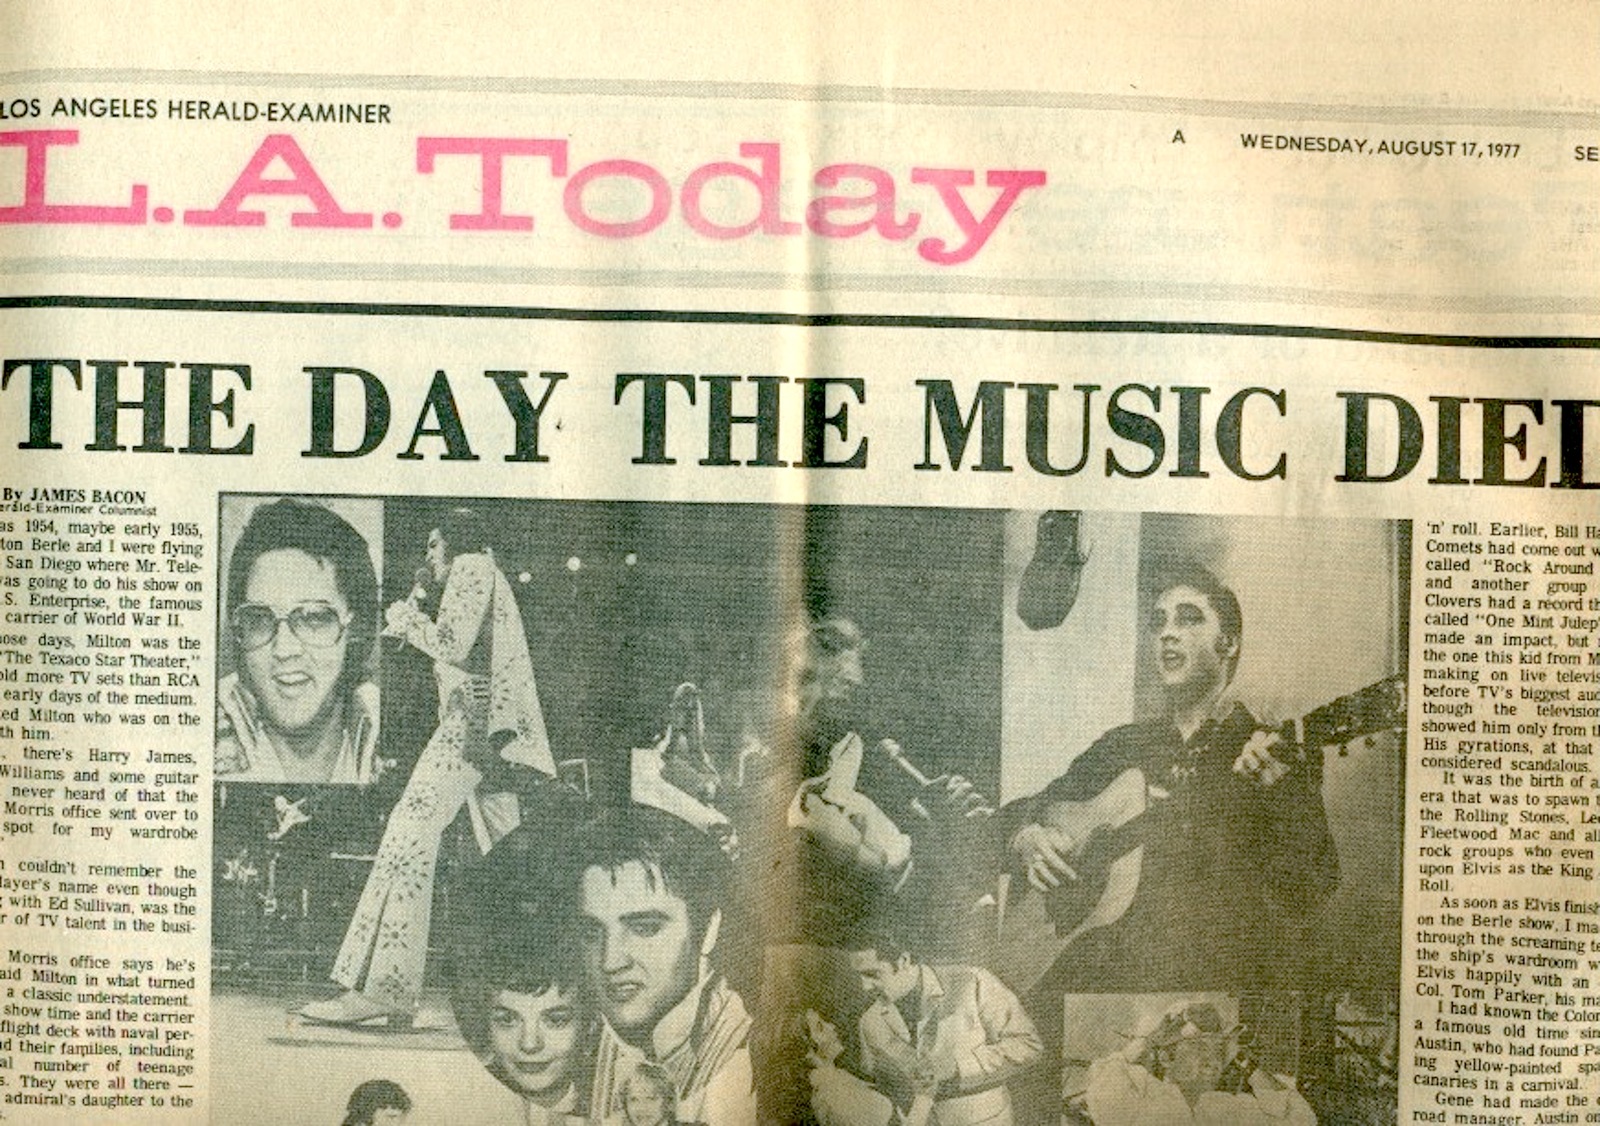 LOS ANGELES HERALD-EXAMINER
L.A. Today
A WEDNESDAY, AUGUST 17, 1977 SE
THE DAY THE MUSIC DIED
By JAMES BACON
erald-Examiner Columnist
as 1954, maybe early 1955,
ton Berle and I were flying
San Diego where Mr. Tele-
was going to do his show on
S. Enterprise, the famous
carrier of World War II.
ose days, Milton was the
"The Texaco Star Theater,"
old more TV sets than RCA
early days of the medium.
ed Milton who was on the
th him.
, there's Harry James,
Williams and some guitar
never heard of that the
Morris office sent over to
spot for my wardrobe
n couldn't remember the
layer's name even though
g with Ed Sullivan, was the
r of TV talent in the busi-
Morris office says he's
aid Milton in what turned
a classic understatement.
show time and the carrier
flight deck with naval per-
nd their families, including
al number of teenage
s. They were all there —
admiral's daughter to the
'n' roll. Earlier, Bill Ha
Comets had come out w
called "Rock Around
and another group
Clovers had a record th
called "One Mint Julep"
made an impact, but
the one this kid from M
making on live televis
before TV's biggest aud
though the television
showed him only from th
His gyrations, at that
considered scandalous.
It was the birth of a
era that was to spawn t
the Rolling Stones, Led
Fleetwood Mac and all
rock groups who even
upon Elvis as the King
Roll.
As soon as Elvis finish
on the Berle show, I ma
through the screaming te
the ship's wardroom w
Elvis happily with an
Col. Tom Parker, his ma
I had known the Colon
a famous old time sin
Austin, who had found Pa
ing yellow-painted spa
canaries in a carnival.
Gene had made the c
road manager. Austin on